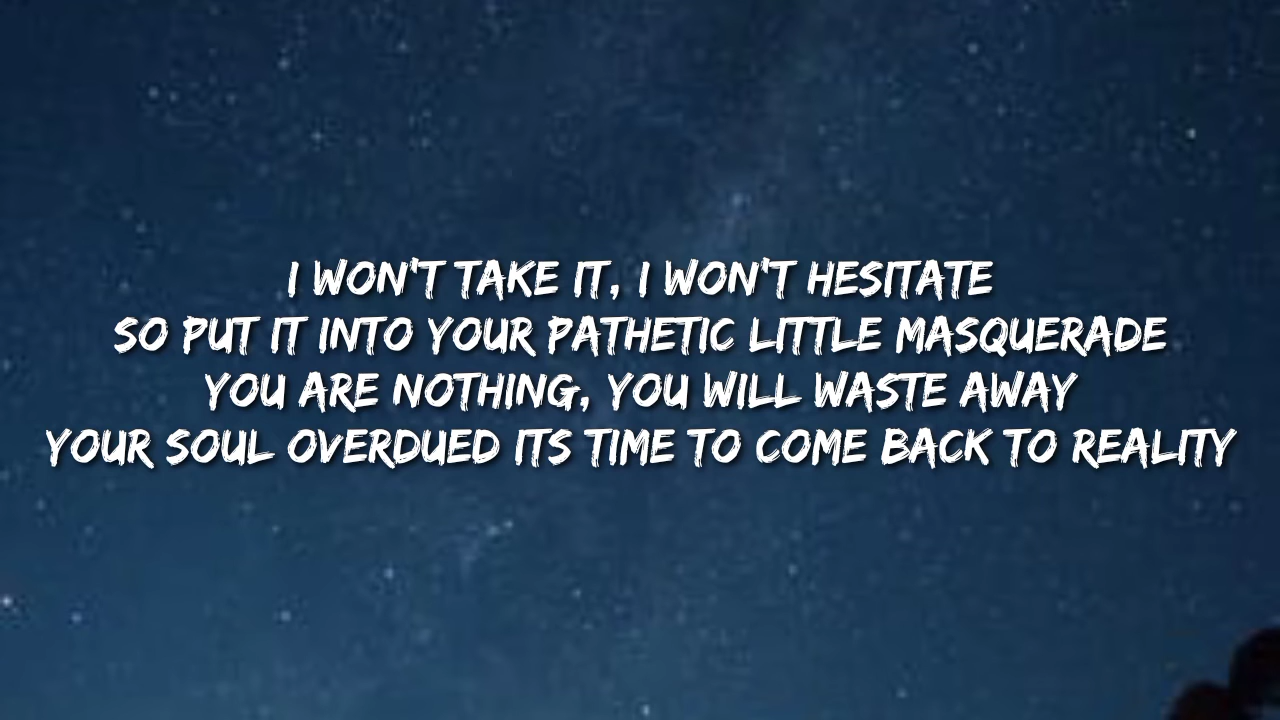 I WON'T TAKE IT, I WON'T HESITATE
SO PUT IT INTO YOUR PATHETIC LITTLE MASQUERADE
YOU ARE NOTHING, YOU WILL WASTE AWAY
YOUR SOUL OVERDUED ITS TIME TO COME BACK TO REALITY